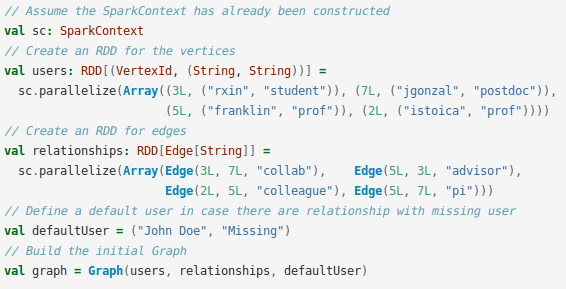 // Assume the SparkContext has already been constructed
val sc: SparkContext
// Create an RDD for the vertices
val users: RDD[(VertexId, (String, String))] =
  sc.parallelize(Array((3L, ("rxin", "student")), (7L, ("jgonzal", "postdoc")),
                       (5L, ("franklin", "prof")), (2L, ("istoica", "prof"))))
// Create an RDD for edges
val relationships: RDD[Edge[String]] =
  sc.parallelize(Array(Edge(3L, 7L, "collab"),    Edge(5L, 3L, "advisor"),
                       Edge(2L, 5L, "colleague"), Edge(5L, 7L, "pi")))
// Define a default user in case there are relationship with missing user
val defaultUser = ("John Doe", "Missing")
// Build the initial Graph
val graph = Graph(users, relationships, defaultUser)